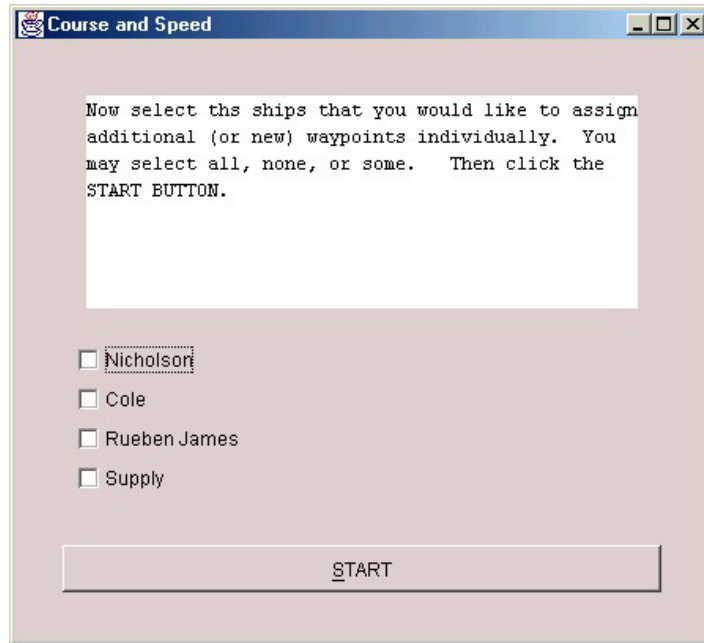 Course and Speed
Now select ths ships that you would like to assign
additional (or new) waypoints individually.  You
may select all, none, or some.   Then click the
START BUTTON.
Nicholson
Cole
Rueben James
Supply
START